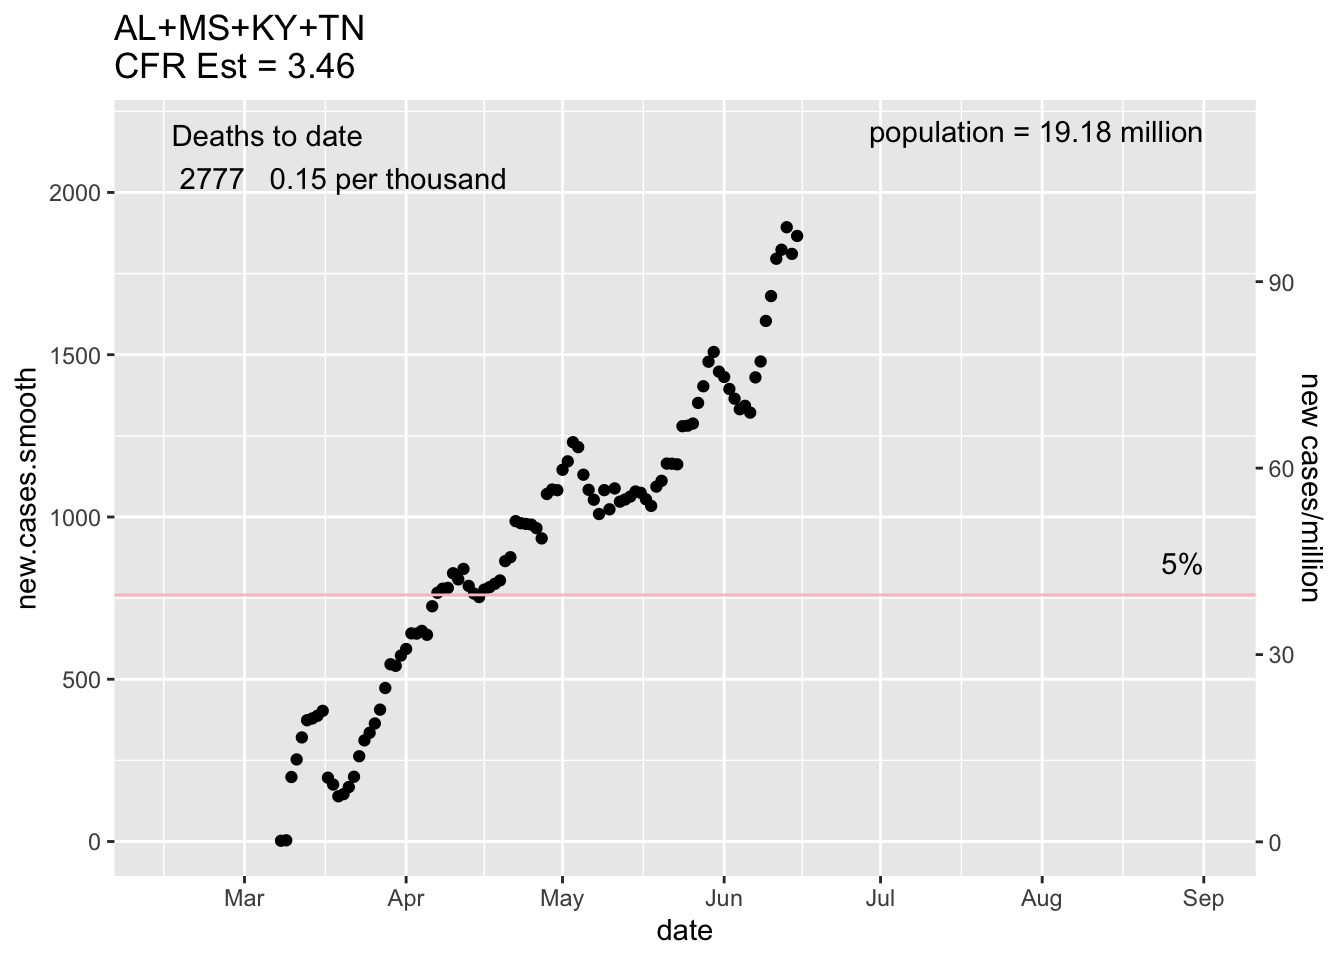 AL+MS+KY+TN
CFR Est = 3.46
Deaths to date
2777 0.15 per thousand
population = 19.18 million
2000
1500
1000
500
0
new.cases.smooth
90
60
30
0
new cases/million
5%
Mar Apr May Jun Jul Aug Sep
date